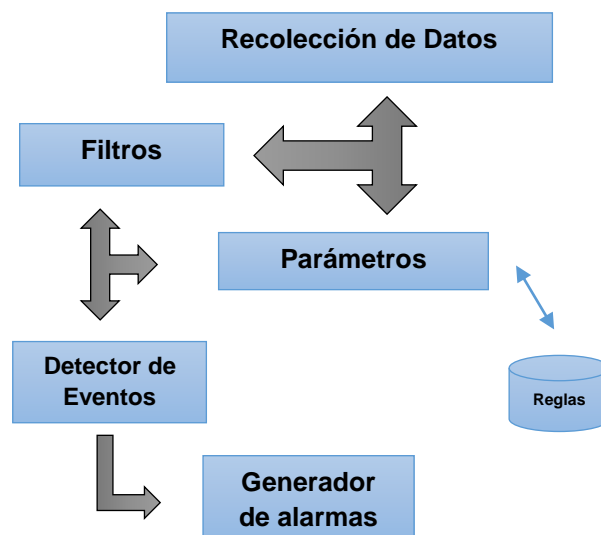 Recolección de Datos
Filtros
Parámetros
Detector de
Eventos
Reglas
Generador
de alarmas